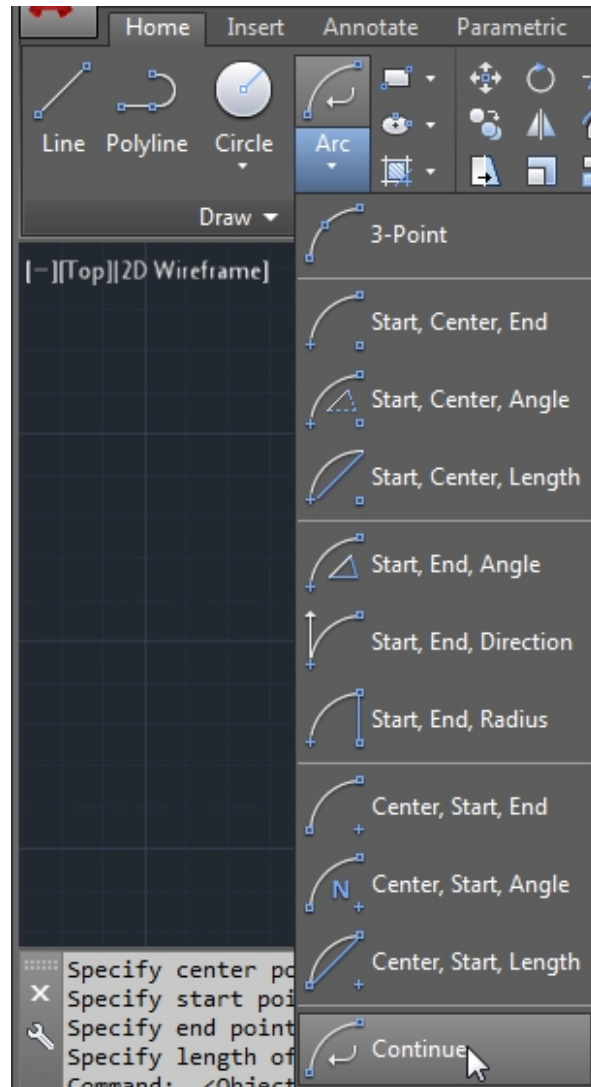 Home Insert Annotate Parametric
Line Polyline Circle Arc
Draw
[−][Top][2D Wireframe]
3-Point
Start, Center, End
Start, Center, Angle
Start, Center, Length
Start, End, Angle
Start, End, Direction
Start, End, Radius
Center, Start, End
N
Center, Start, Angle
Center, Start, Length
Continue
Specify center po
Specify start poi
Specify end point
Specify length of
Command: <Object